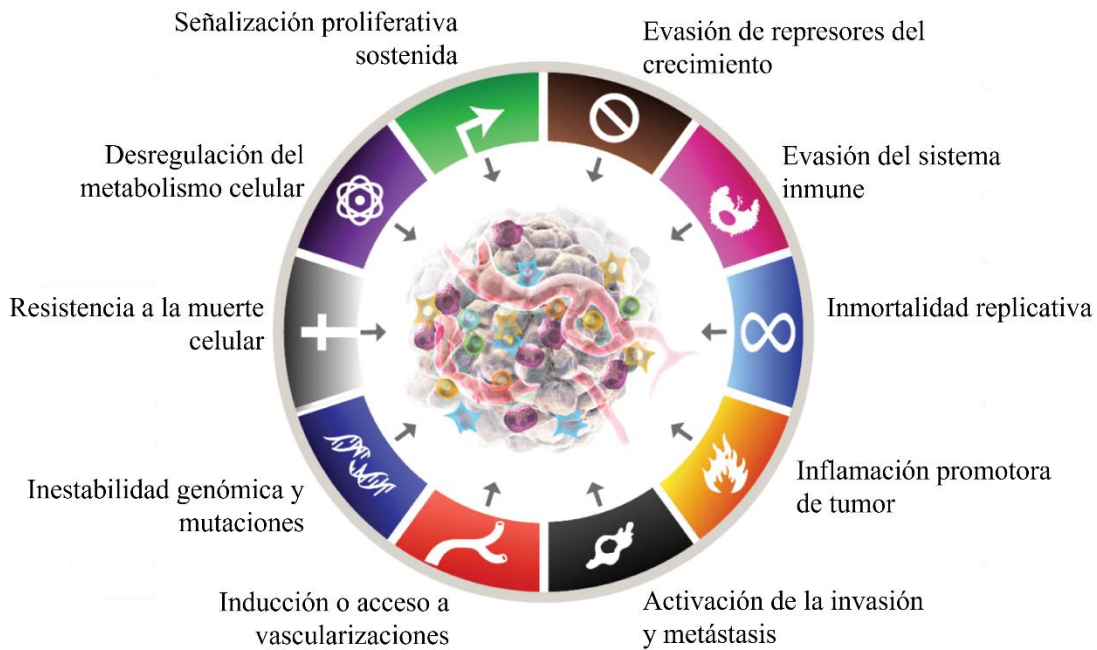 Señalización proliferativa
sostenida
Evasión de represores del
crecimiento
Evasión del sistema
inmune
Inmortalidad replicativa
Inflamación promotora
de tumor
Activación de la invasión
y metástasis
Inducción o acceso a
vascularizaciones
Inestabilidad genómica y
mutaciones
Resistencia a la muerte
celular
Desregulación del
metabolismo celular